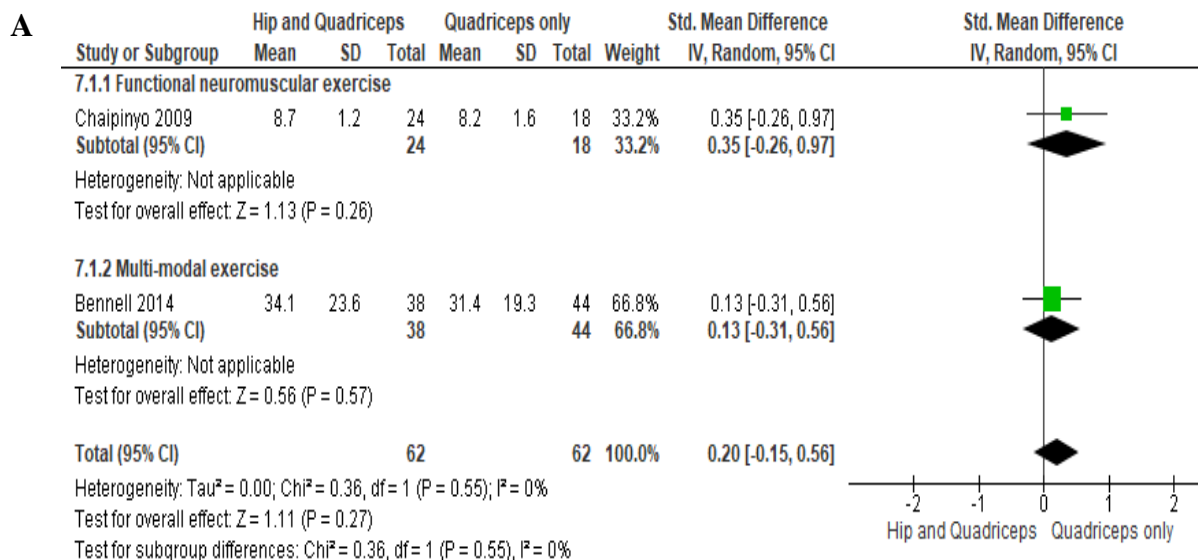 A
Hip and Quadriceps Quadriceps only Std. Mean Difference Std. Mean Difference
Study or Subgroup Mean SD Total Mean SD Total Weight IV, Random, 95% CI IV, Random, 95% CI
7.1.1 Functional neuromuscular exercise
Chaipinyo 2009 8.7 1.2 24 8.2 1.6 18 33.2% 0.35 [-0.26, 0.97]
Subtotal (95% CI) 24 18 33.2% 0.35 [-0.26, 0.97]
Heterogeneity: Not applicable
Test for overall effect: Z = 1.13 (P = 0.26)
7.1.2 Multi-modal exercise
Bennell 2014 34.1 23.6 38 31.4 19.3 44 66.8% 0.13 [-0.31, 0.56]
Subtotal (95% CI) 38 44 66.8% 0.13 [-0.31, 0.56]
Heterogeneity: Not applicable
Test for overall effect: Z = 0.56 (P = 0.57)
Total (95% CI) 62 62 100.0% 0.20 [-0.15, 0.56]
Heterogeneity: Tau² = 0.00; Chi² = 0.36, df = 1 (P = 0.55); I² = 0%
Test for overall effect: Z = 1.11 (P = 0.27)
Test for subgroup differences: Chi² = 0.36, df = 1 (P = 0.55), I² = 0%
-2 -1 0 1 2
Hip and Quadriceps Quadriceps only